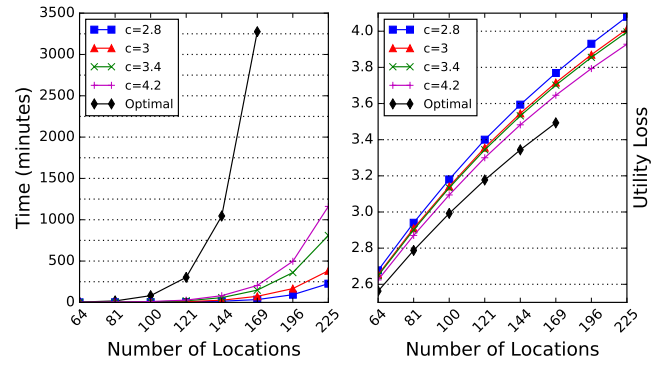 3500
3000
2500
2000
1500
1000
500
0
Time (minutes)
c=2.8
c=3
c=3.4
c=4.2
Optimal
64
81
100
121
144
169
196
225
Number of Locations
4.0
3.8
3.6
3.4
3.2
3.0
2.8
2.6
c=2.8
c=3
c=3.4
c=4.2
Optimal
64
81
100
121
144
169
196
225
Number of Locations
Utility Loss